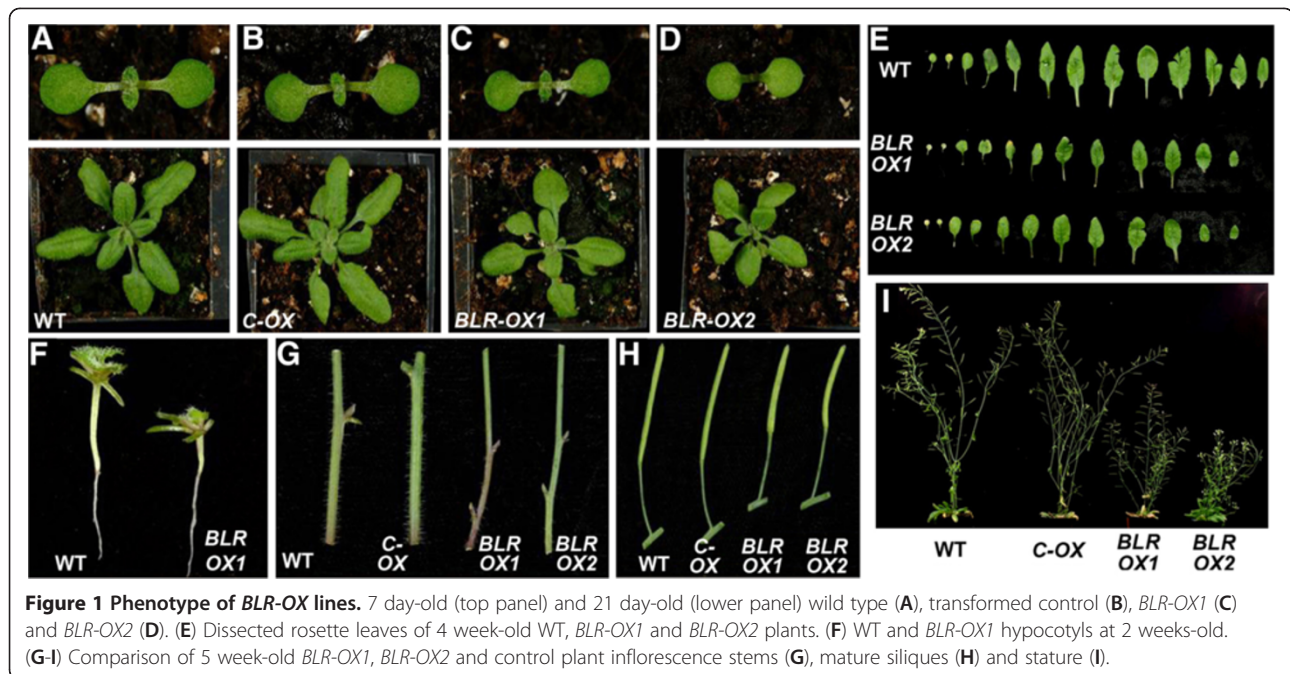 A
B
C
D
E
WT
BLR
OX1
BLR
OX2
WT
C-OX
BLR-OX1
BLR-OX2
F
WT
BLR
OX1
G
WT
C-
OX
BLR
OX1
BLR
OX2
H
WT
C-
OX
BLR
OX1
BLR
OX2
I
WT
C-OX
BLR
OX1
BLR
OX2
Figure 1 Phenotype of BLR-OX lines. 7 day-old (top panel) and 21 day-old (lower panel) wild type (A), transformed control (B), BLR-OX1 (C)
and BLR-OX2 (D). (E) Dissected rosette leaves of 4 week-old WT, BLR-OX1 and BLR-OX2 plants. (F) WT and BLR-OX1 hypocotyls at 2 weeks-old.
(G-I) Comparison of 5 week-old BLR-OX1, BLR-OX2 and control plant inflorescence stems (G), mature siliques (H) and stature (I).